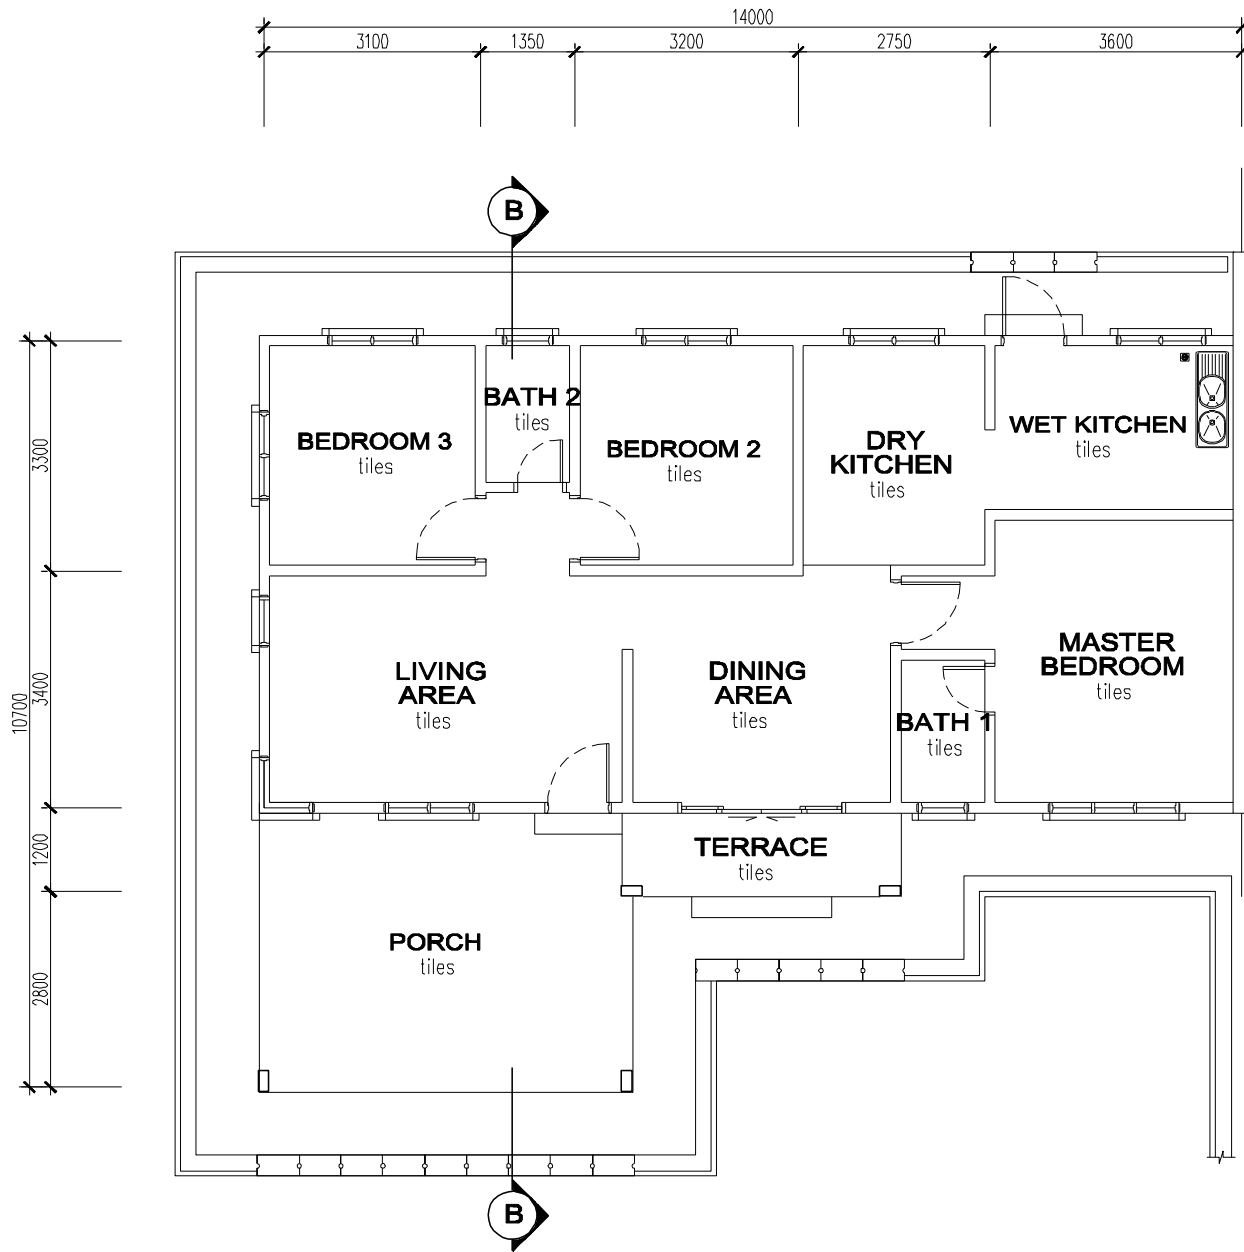 14000
3100 1350 3200 2750 3600
B
BATH 2
tiles
BEDROOM 3
tiles
BEDROOM 2
tiles
DRY
KITCHEN
tiles
WET KITCHEN
tiles
3300
3400
10700
1200
2800
LIVING
AREA
tiles
DINING
AREA
tiles
MASTER
BEDROOM
tiles
BATH 1
tiles
TERRACE
tiles
PORCH
tiles
B